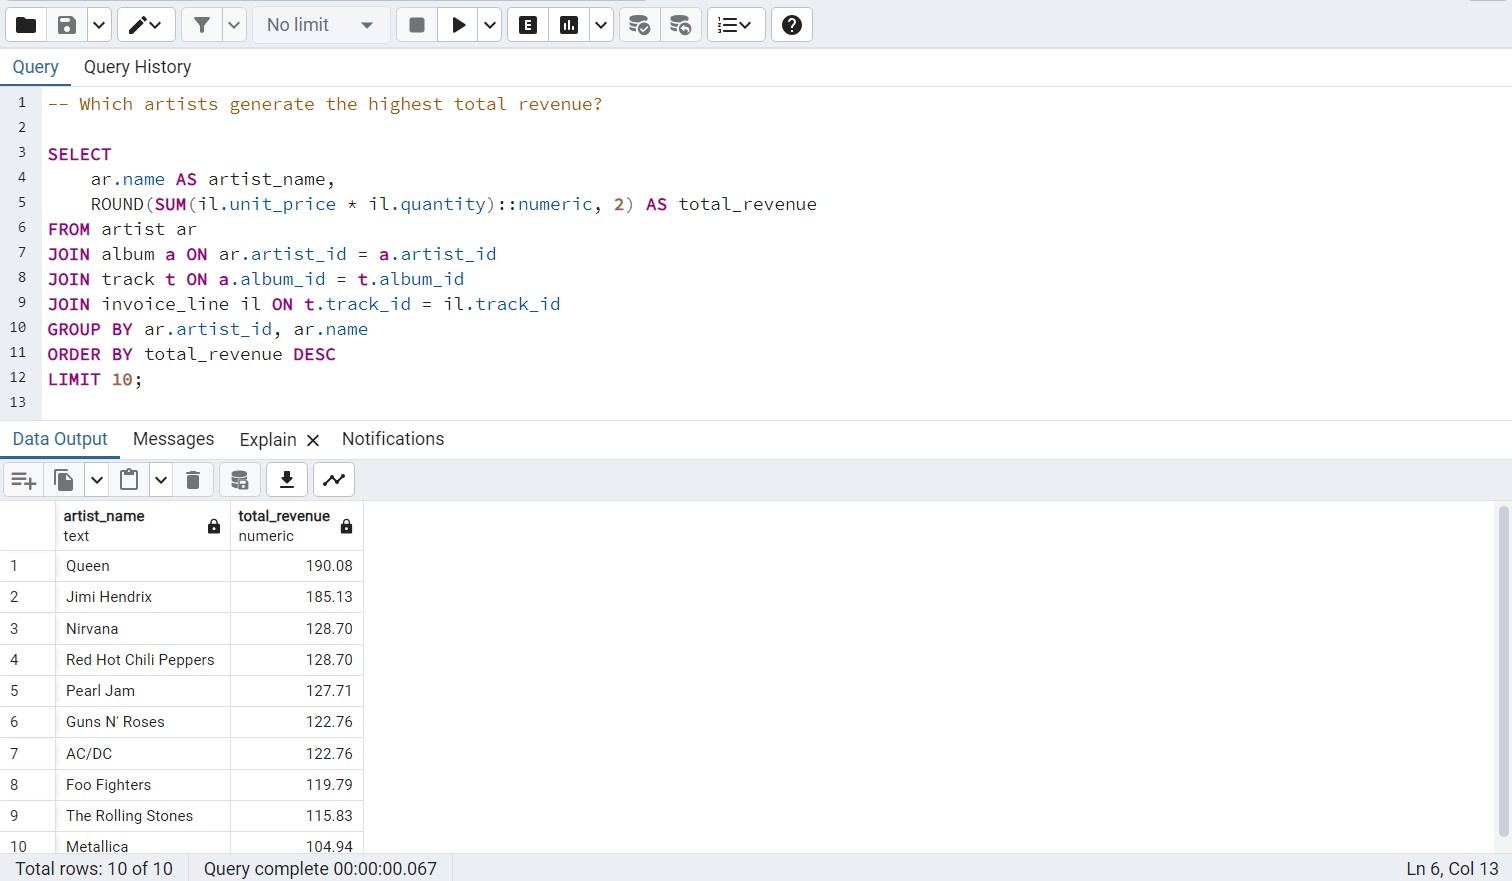 No limit
E
Query Query History
1 -- Which artists generate the highest total revenue?
2
3 SELECT
4 ar.name AS artist_name,
5 ROUND(SUM(il.unit_price * il.quantity)::numeric, 2) AS total_revenue
6 FROM artist ar
7 JOIN album a ON ar.artist_id = a.artist_id
8 JOIN track t ON a.album_id = t.album_id
9 JOIN invoice_line il ON t.track_id = il.track_id
10 GROUP BY ar.artist_id, ar.name
11 ORDER BY total_revenue DESC
12 LIMIT 10;
13
Data Output Messages Explain Notifications
artist_name total_revenue
text numeric
1 Queen 190.08
2 Jimi Hendrix 185.13
3 Nirvana 128.70
4 Red Hot Chili Peppers 128.70
5 Pearl Jam 127.71
6 Guns N' Roses 122.76
7 AC/DC 122.76
8 Foo Fighters 119.79
9 The Rolling Stones 115.83
10 Metallica 104.94
Total rows: 10 of 10 Query complete 00:00:00.067 Ln 6, Col 13